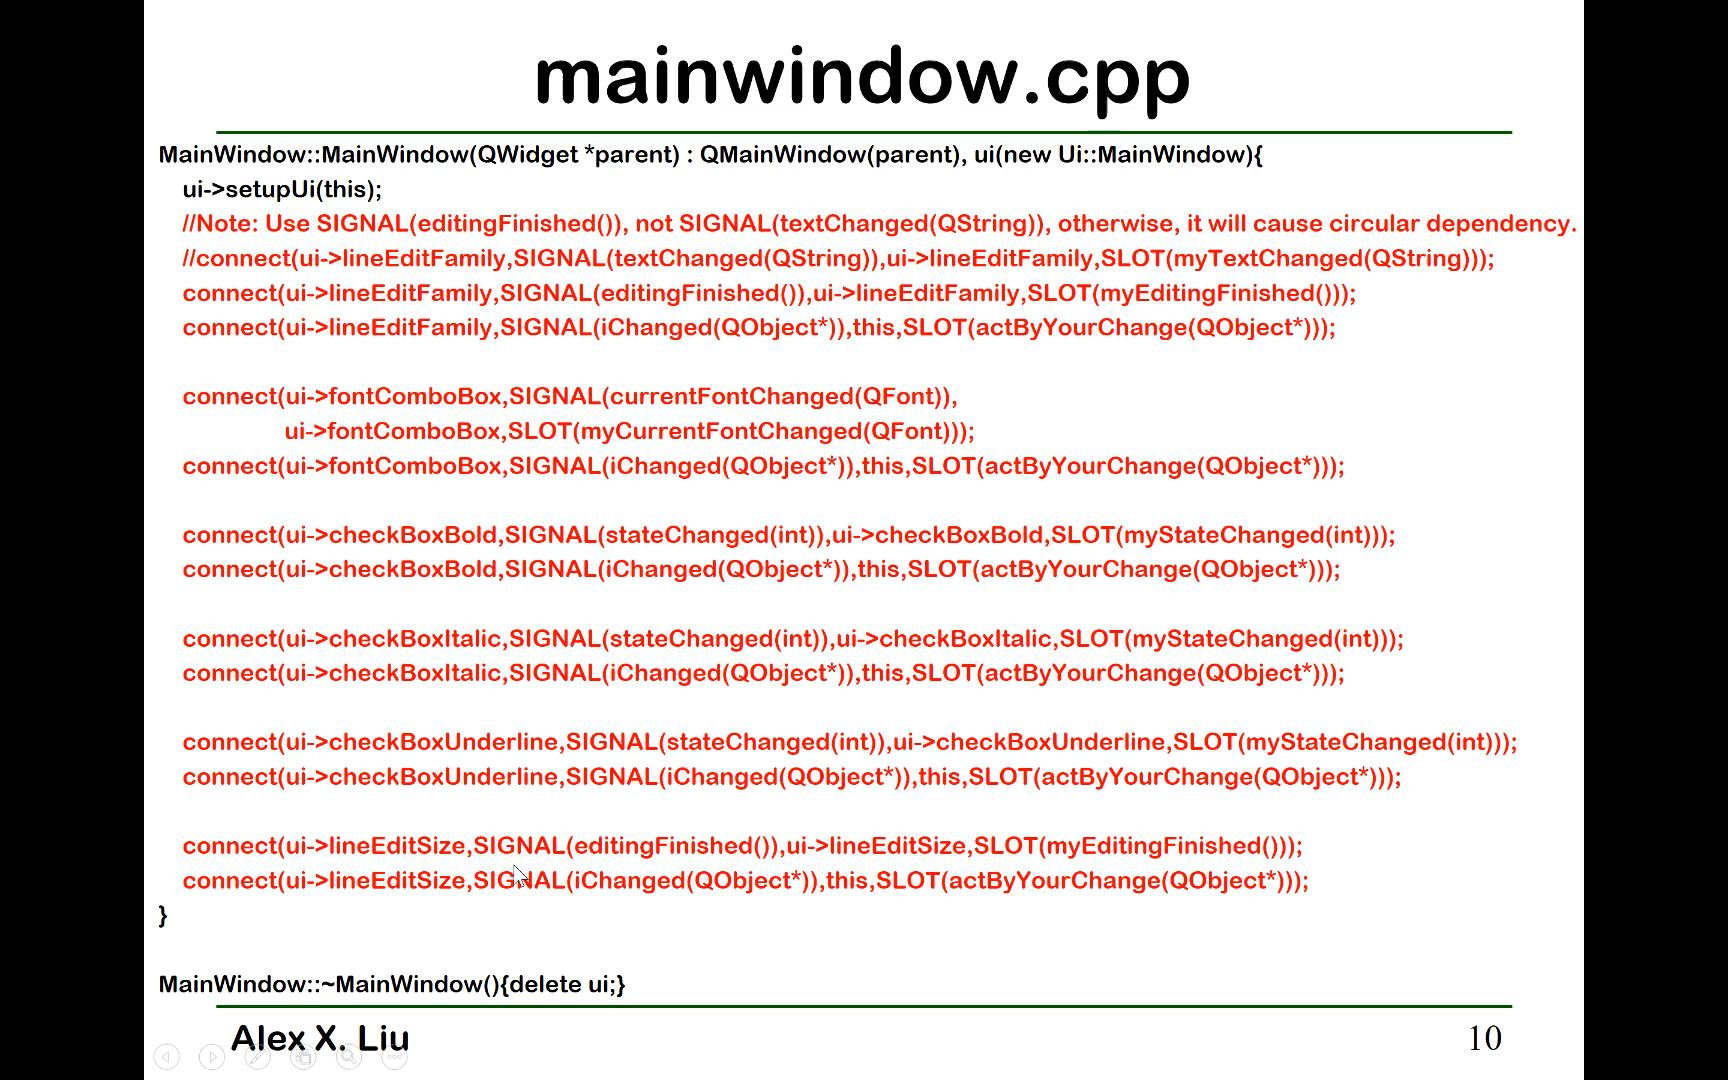 mainwindow.cpp
MainWindow::MainWindow(QWidget *parent) : QMainWindow(parent), ui(new Ui::MainWindow){
ui->setupUi(this);
//Note: Use SIGNAL(editingFinished()), not SIGNAL(textChanged(QString)), otherwise, it will cause circular dependency.
//connect(ui->lineEditFamily,SIGNAL(textChanged(QString)),ui->lineEditFamily,SLOT(myTextChanged(QString)));
connect(ui->lineEditFamily,SIGNAL(editingFinished()),ui->lineEditFamily,SLOT(myEditingFinished()));
connect(ui->lineEditFamily,SIGNAL(iChanged(QObject*)),this,SLOT(actByYourChange(QObject*)));
connect(ui->fontComboBox,SIGNAL(currentFontChanged(QFont)),
ui->fontComboBox,SLOT(myCurrentFontChanged(QFont)));
connect(ui->fontComboBox,SIGNAL(iChanged(QObject*)),this,SLOT(actByYourChange(QObject*)));
connect(ui->checkBoxBold,SIGNAL(stateChanged(int)),ui->checkBoxBold,SLOT(myStateChanged(int)));
connect(ui->checkBoxBold,SIGNAL(iChanged(QObject*)),this,SLOT(actByYourChange(QObject*)));
connect(ui->checkBoxItalic,SIGNAL(stateChanged(int)),ui->checkBoxItalic,SLOT(myStateChanged(int)));
connect(ui->checkBoxItalic,SIGNAL(iChanged(QObject*)),this,SLOT(actByYourChange(QObject*)));
connect(ui->checkBoxUnderline,SIGNAL(stateChanged(int)),ui->checkBoxUnderline,SLOT(myStateChanged(int)));
connect(ui->checkBoxUnderline,SIGNAL(iChanged(QObject*)),this,SLOT(actByYourChange(QObject*)));
connect(ui->lineEditSize,SIGNAL(editingFinished()),ui->lineEditSize,SLOT(myEditingFinished()));
connect(ui->lineEditSize,SIGNAL(iChanged(QObject*)),this,SLOT(actByYourChange(QObject*)));
}
MainWindow::~MainWindow(){delete ui;}
Alex X. Liu
10